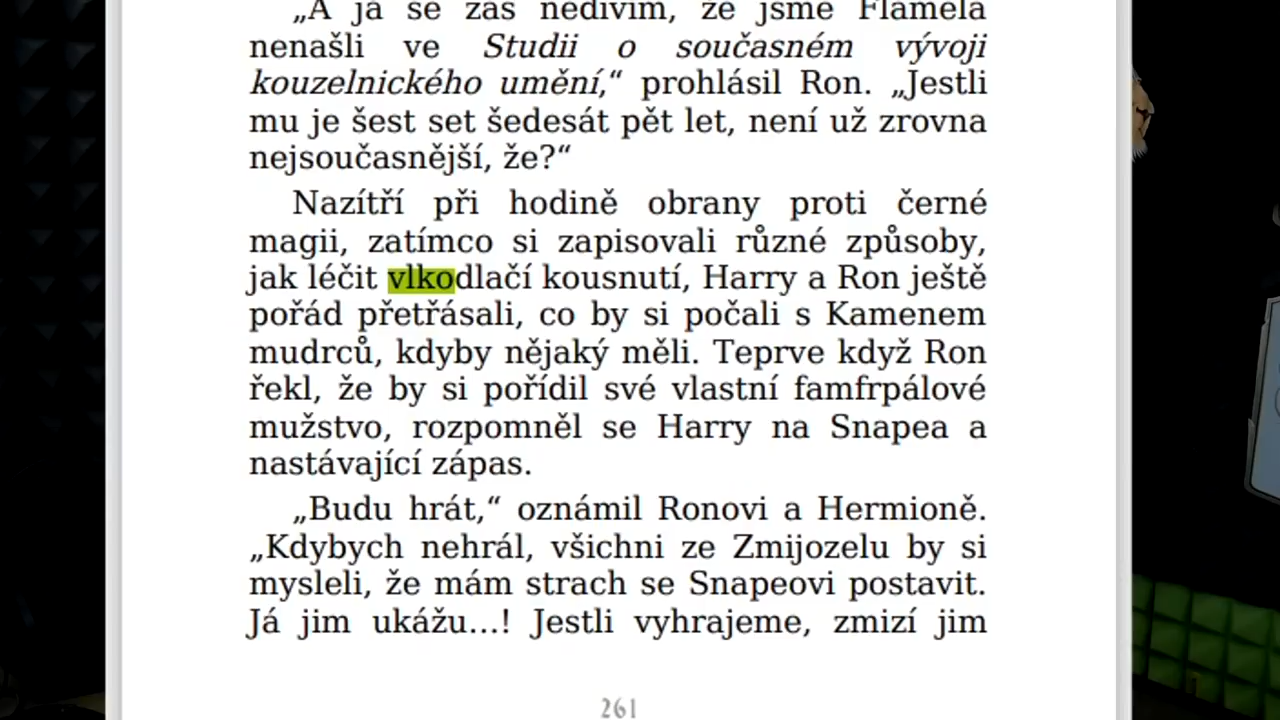 „A já se zas nedivím, že jsme Flamela
nenašli ve Studii o současném vývoji
kouzelnického umění,“ prohlásil Ron. „Jestli
mu je šest set šedesát pět let, není už zrovna
nejsoučasnější, že?“
Nazítří při hodině obrany proti černé
magii, zatímco si zapisovali různé způsoby,
jak léčit vlkodlačí kousnutí, Harry a Ron ještě
pořád přetřásali, co by si počali s Kamenem
mudrců, kdyby nějaký měli. Teprve když Ron
řekl, že by si pořídil své vlastní famfrpálové
mužstvo, rozpomněl se Harry na Snapea a
nastávající zápas.
„Budu hrát,“ oznámil Ronovi a Hermioně.
„Kdybych nehrál, všichni ze Zmijozelu by si
mysleli, že mám strach se Snapeovi postavit.
Já jim ukážu...! Jestli vyhrajeme, zmizí jim
261